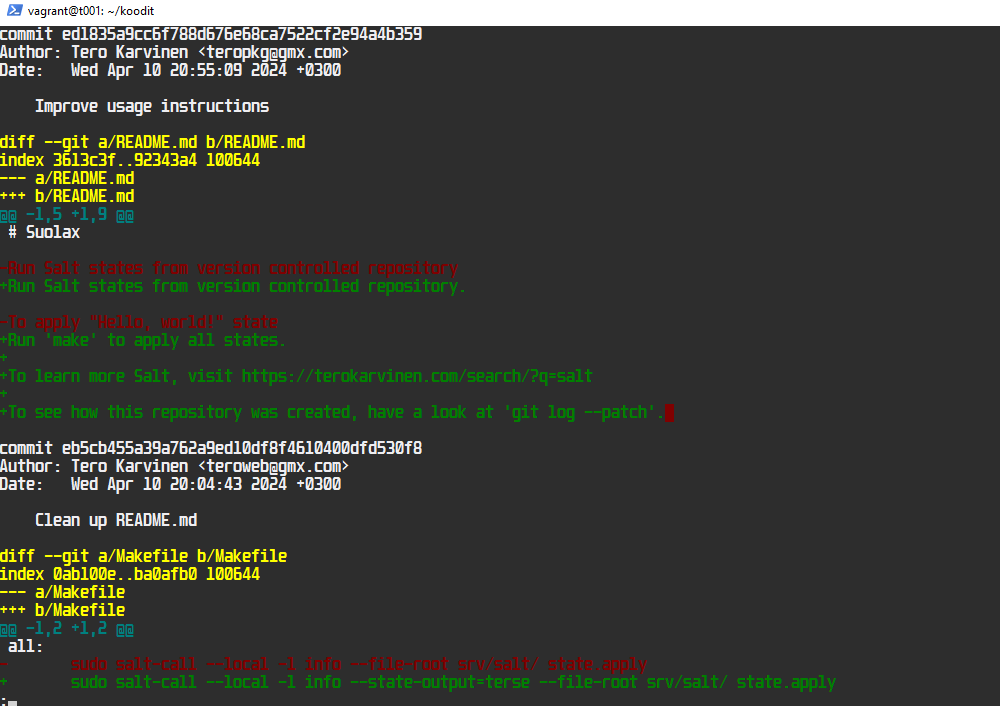 vagrant@t001: ~/koodit
commit ed1835a9cc6f788d676e68ca7522cf2e94a4b359
Author: Tero Karvinen <teropkg@gmx.com>
Date:   Wed Apr 10 20:55:09 2024 +0300
    Improve usage instructions
diff --git a/README.md b/README.md
index 3613c3f..92343a4 100644
--- a/README.md
+++ b/README.md
@@ -1,5 +1,9 @@
 # Suolax
-Run Salt states from version controlled repository
+Run Salt states from version controlled repository.
-To apply "Hello, world!" state
+Run 'make' to apply all states.
+
+To learn more Salt, visit https://terokarvinen.com/search/?q=salt
+
+To see how this repository was created, have a look at 'git log --patch'.
commit eb5cb455a39a762a9ed10df8f4610400dfd530f8
Author: Tero Karvinen <teroweb@gmx.com>
Date:   Wed Apr 10 20:04:43 2024 +0300
    Clean up README.md
diff --git a/Makefile b/Makefile
index 0ab100e..ba0afb0 100644
--- a/Makefile
+++ b/Makefile
@@ -1,2 +1,2 @@
 all:
-       sudo salt-call --local -l info --file-root srv/salt/ state.apply
+       sudo salt-call --local -l info --state-output=terse --file-root srv/salt/ state.apply
: